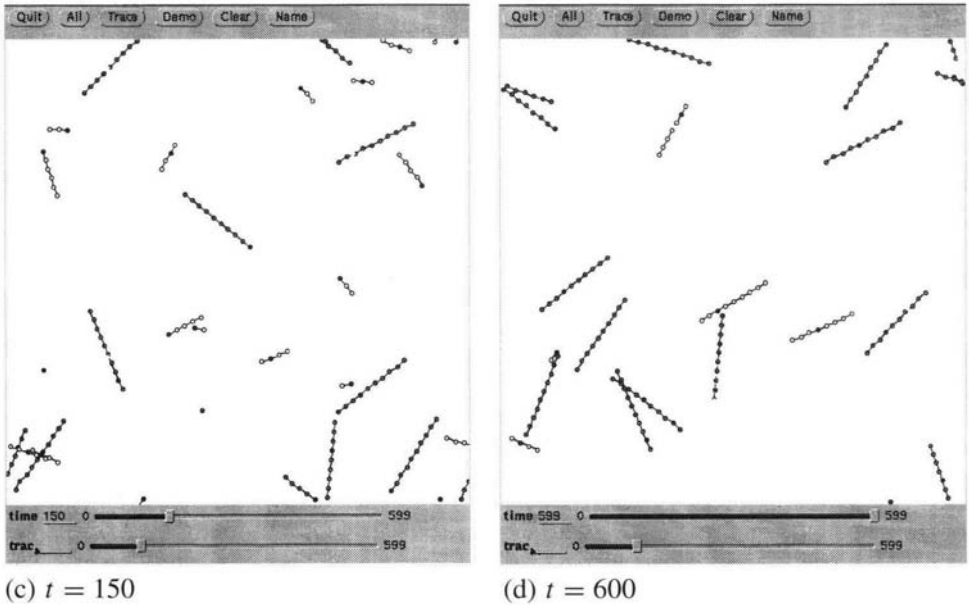 Quit All Trace Demo Clear Name
time 150 0 599
trac 0 599
(c) t = 150
Quit All Trace Demo Clear Name
time 599 0 599
trac 0 599
(d) t = 600